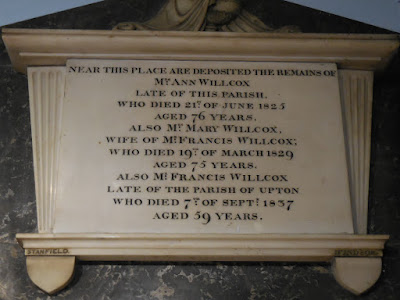 NEAR THIS PLACE ARE DEPOSITED THE REMAINS OF
Mrs ANN WILLCOX
LATE OF THIS PARISH.
WHO DIED 21st OF JUNE 1825
AGED 76 YEARS.
ALSO Mrs MARY WILLCOX,
WIFE OF Mr FRANCIS WILLCOX;
WHO DIED 19th OF MARCH 1829
AGED 75 YEARS.
ALSO Mr FRANCIS WILLCOX
LATE OF THE PARISH OF UPTON
WHO DIED 7th OF SEPTr 1837
AGED 59 YEARS.
STANFIELD